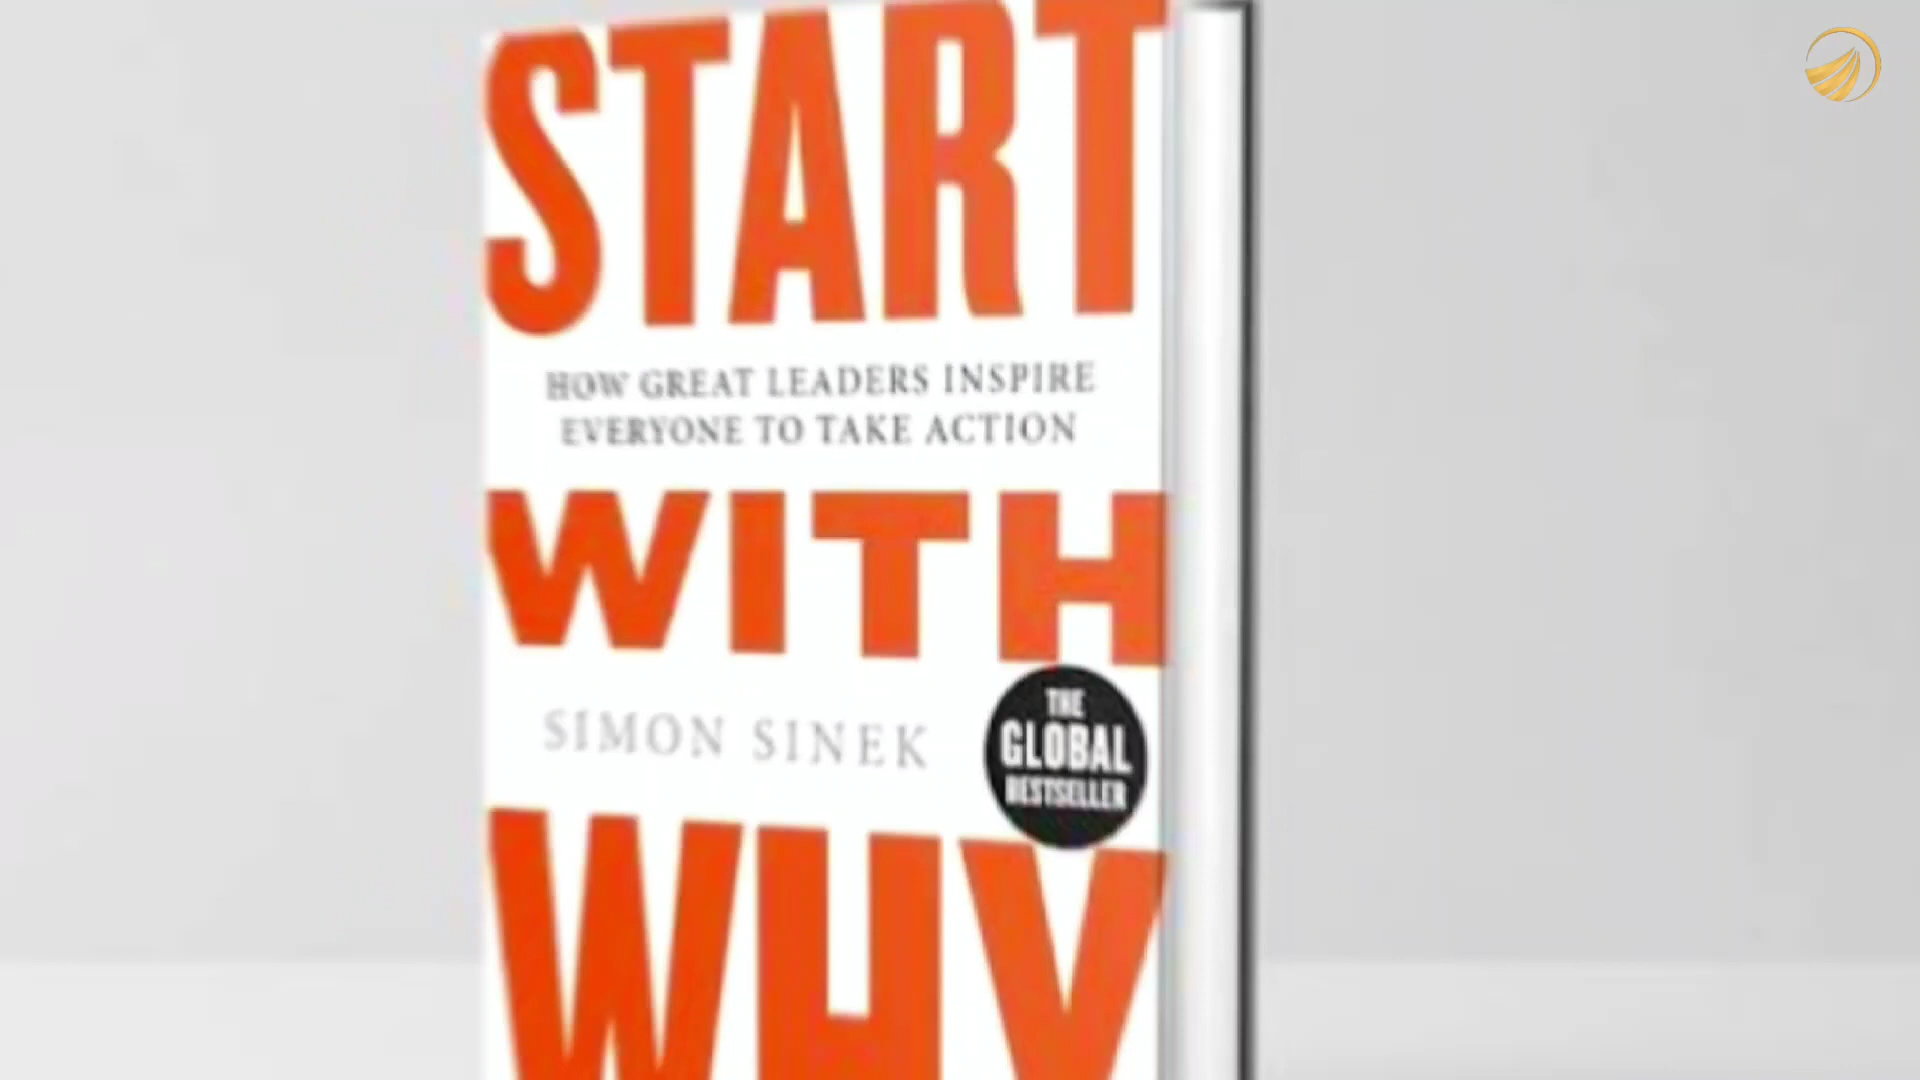 START
HOW GREAT LEADERS INSPIRE
EVERYONE TO TAKE ACTION
WITH
SIMON SINEK
THE
GLOBAL
BESTSELLER
WHY